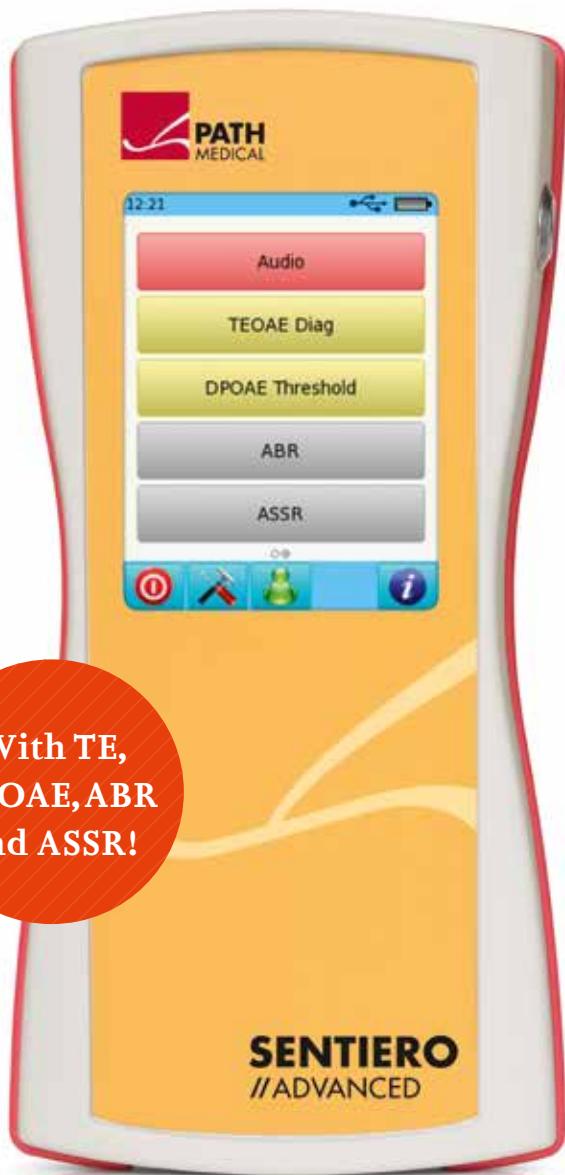 PATH
MEDICAL
12:21
Audio
TEOAE Diag
DPOAE Threshold
ABR
ASSR
With TE,
OAE, ABR
nd ASSR!
SENTIERO
//ADVANCED